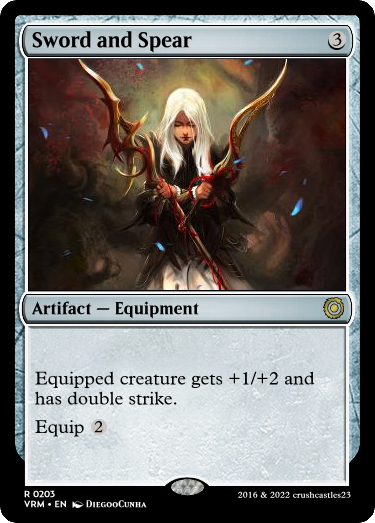 Sword and Spear 3
Artifact — Equipment
Equipped creature gets +1/+2 and
has double strike.
Equip 2
R 0203
VRM • EN DiegooCunha
2016 & 2022 crushcastles23